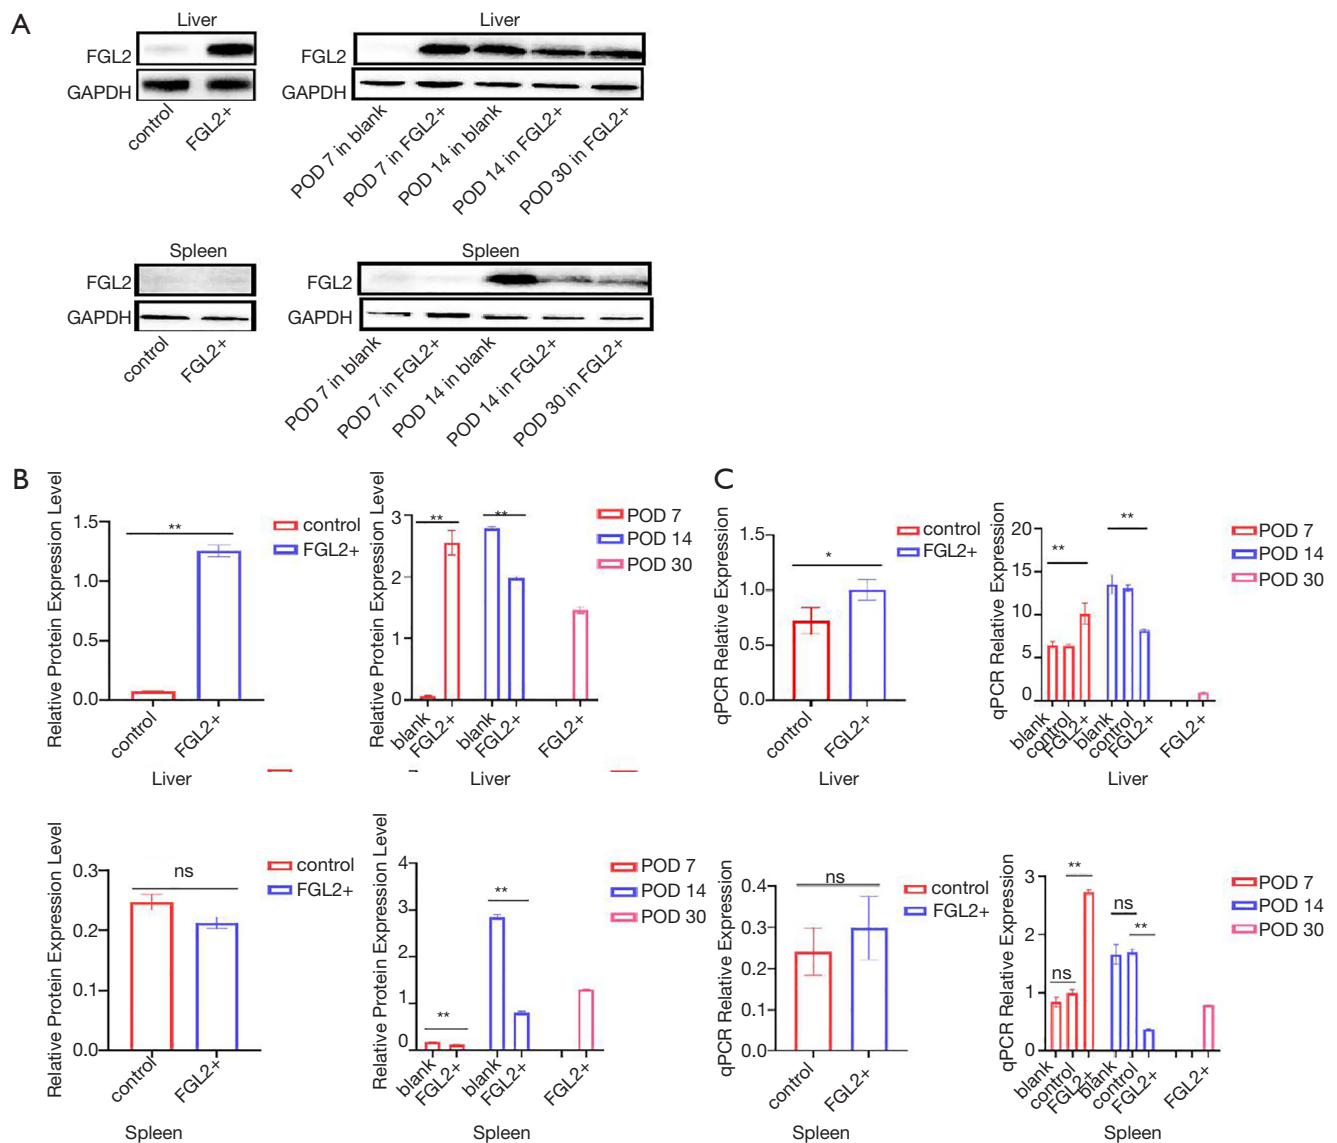 A
Liver
FGL2
GAPDH
control
FGL2+
Liver
FGL2
GAPDH
POD 7 in blank
POD 7 in FGL2+
POD 14 in blank
POD 14 in FGL2+
POD 30 in FGL2+
Spleen
FGL2
GAPDH
control
FGL2+
Spleen
FGL2
GAPDH
POD 7 in blank
POD 7 in FGL2+
POD 14 in blank
POD 14 in FGL2+
POD 30 in FGL2+
B
Relative Protein Expression Level
1.5
1.0
0.5
0.0
**
control
FGL2+
control
FGL2+
Liver
Relative Protein Expression Level
3
2
1
0
**
**
POD 7
POD 14
POD 30
blank
FGL2+
blank
FGL2+
FGL2+
Liver
Relative Protein Expression Level
0.3
0.2
0.1
0.0
ns
control
FGL2+
control
FGL2+
Spleen
Relative Protein Expression Level
4
3
2
1
0
**
**
POD 7
POD 14
POD 30
blank
FGL2+
blank
FGL2+
FGL2+
Spleen
C
qPCR Relative Expression
1.5
1.0
0.5
0.0
*
control
FGL2+
control
FGL2+
Liver
qPCR Relative Expression
20
15
10
5
0
**
**
POD 7
POD 14
POD 30
blank
control
FGL2+
blank
control
FGL2+
FGL2+
Liver
qPCR Relative Expression
0.4
0.3
0.2
0.1
0.0
ns
control
FGL2+
control
FGL2+
Spleen
qPCR Relative Expression
3
2
1
0
ns
**
ns
**
POD 7
POD 14
POD 30
blank
control
FGL2+
blank
control
FGL2+
FGL2+
Spleen